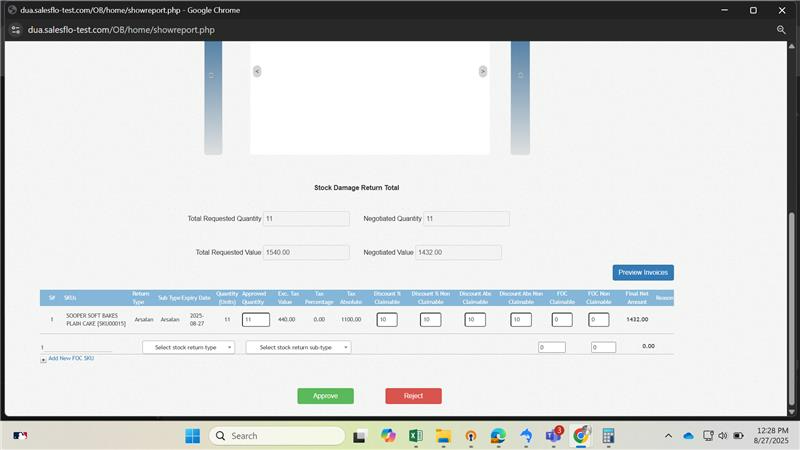 dua.salesflo-test.com/OB/home/showreport.php - Google Chrome
dua.salesflo-test.com/OB/home/showreport.php
< >
Stock Damage Return Total
Total Requested Quantity 11 Negotiated Quantity 11
Total Requested Value 1540.00 Negotiated Value 1432.00
Preview Invoices
S# SKUs Return Type Sub Type Expiry Date Quantity (Units) Approved Quantity Exc. Tax Value Tax Percentage Tax Absolute Discount % Claimable Discount % Non Claimable Discount Abs Claimable Discount Abs Non Claimable FOC Claimable FOC Non Claimable Final Net Amount Reason
1 SOOPER SOFT BAKES PLAIN CAKE [SKU00015] Arsalan Arsalan 2025-08-27 11 11 440.00 0.00 1100.00 10 10 10 10 0 0 1432.00
1 Select stock return type Select stock return sub type 0 0 0.00
Add New FOC SKU
Approve Reject
Search
3
12:28 PM
8/27/2025